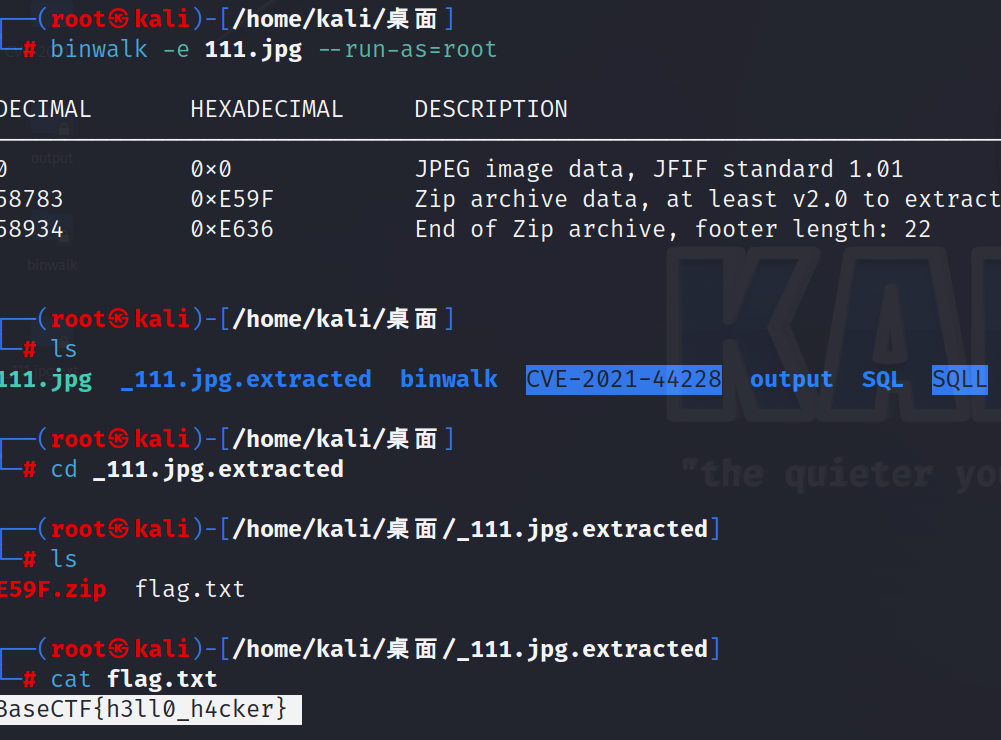 (root㉿kali)-[/home/kali/桌面]
# binwalk -e 111.jpg --run-as=root
DECIMAL HEXADECIMAL DESCRIPTION
0 0×0 JPEG image data, JFIF standard 1.01
58783 0×E59F Zip archive data, at least v2.0 to extract
58934 0×E636 End of Zip archive, footer length: 22
(root㉿kali)-[/home/kali/桌面]
# ls
111.jpg _111.jpg.extracted binwalk CVE-2021-44228 output SQL SQLL
(root㉿kali)-[/home/kali/桌面]
# cd _111.jpg.extracted
(root㉿kali)-[/home/kali/桌面/_111.jpg.extracted]
# ls
E59F.zip flag.txt
(root㉿kali)-[/home/kali/桌面/_111.jpg.extracted]
# cat flag.txt
BaseCTF{h3ll0_h4cker}
output
binwalk
KA
"the quieter yo